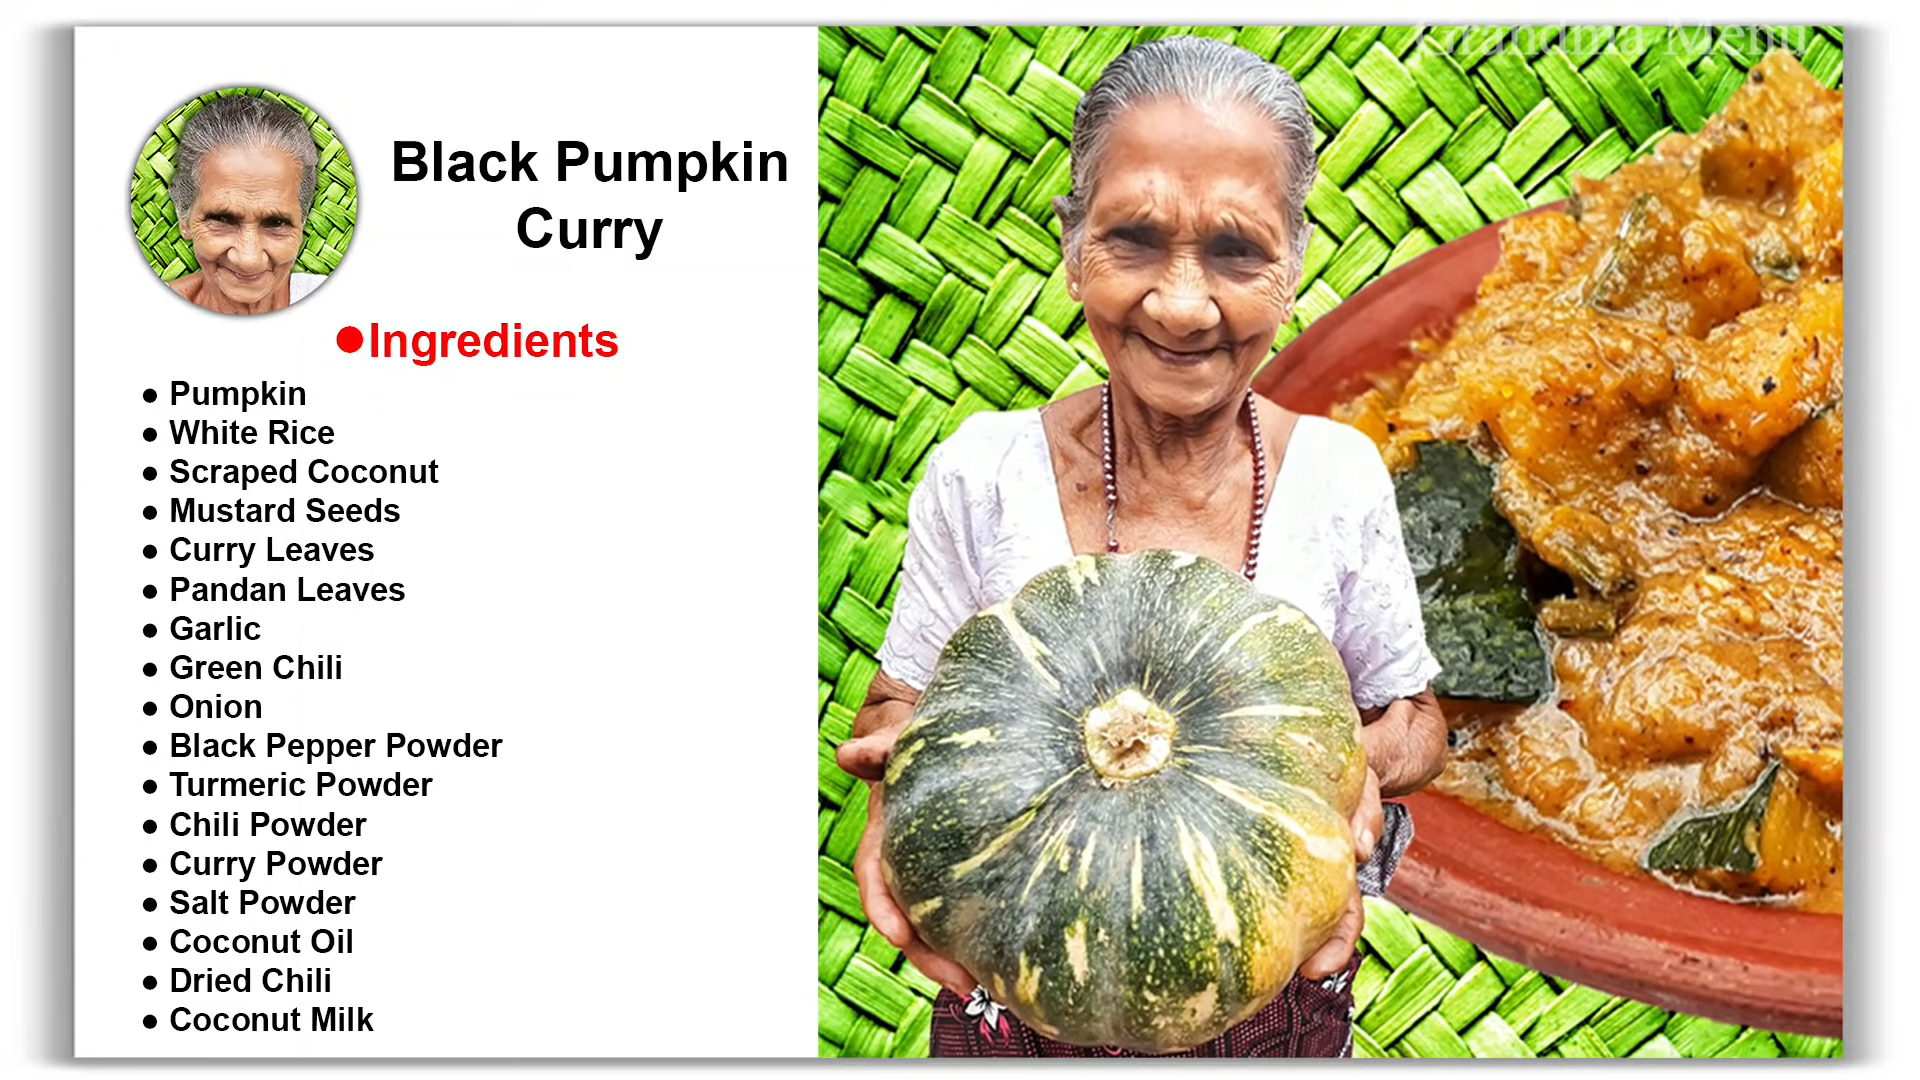 Grandma Menu
Black Pumpkin
Curry
●Ingredients
● Pumpkin
● White Rice
● Scraped Coconut
● Mustard Seeds
● Curry Leaves
● Pandan Leaves
● Garlic
● Green Chili
● Onion
● Black Pepper Powder
● Turmeric Powder
● Chili Powder
● Curry Powder
● Salt Powder
● Coconut Oil
● Dried Chili
● Coconut Milk